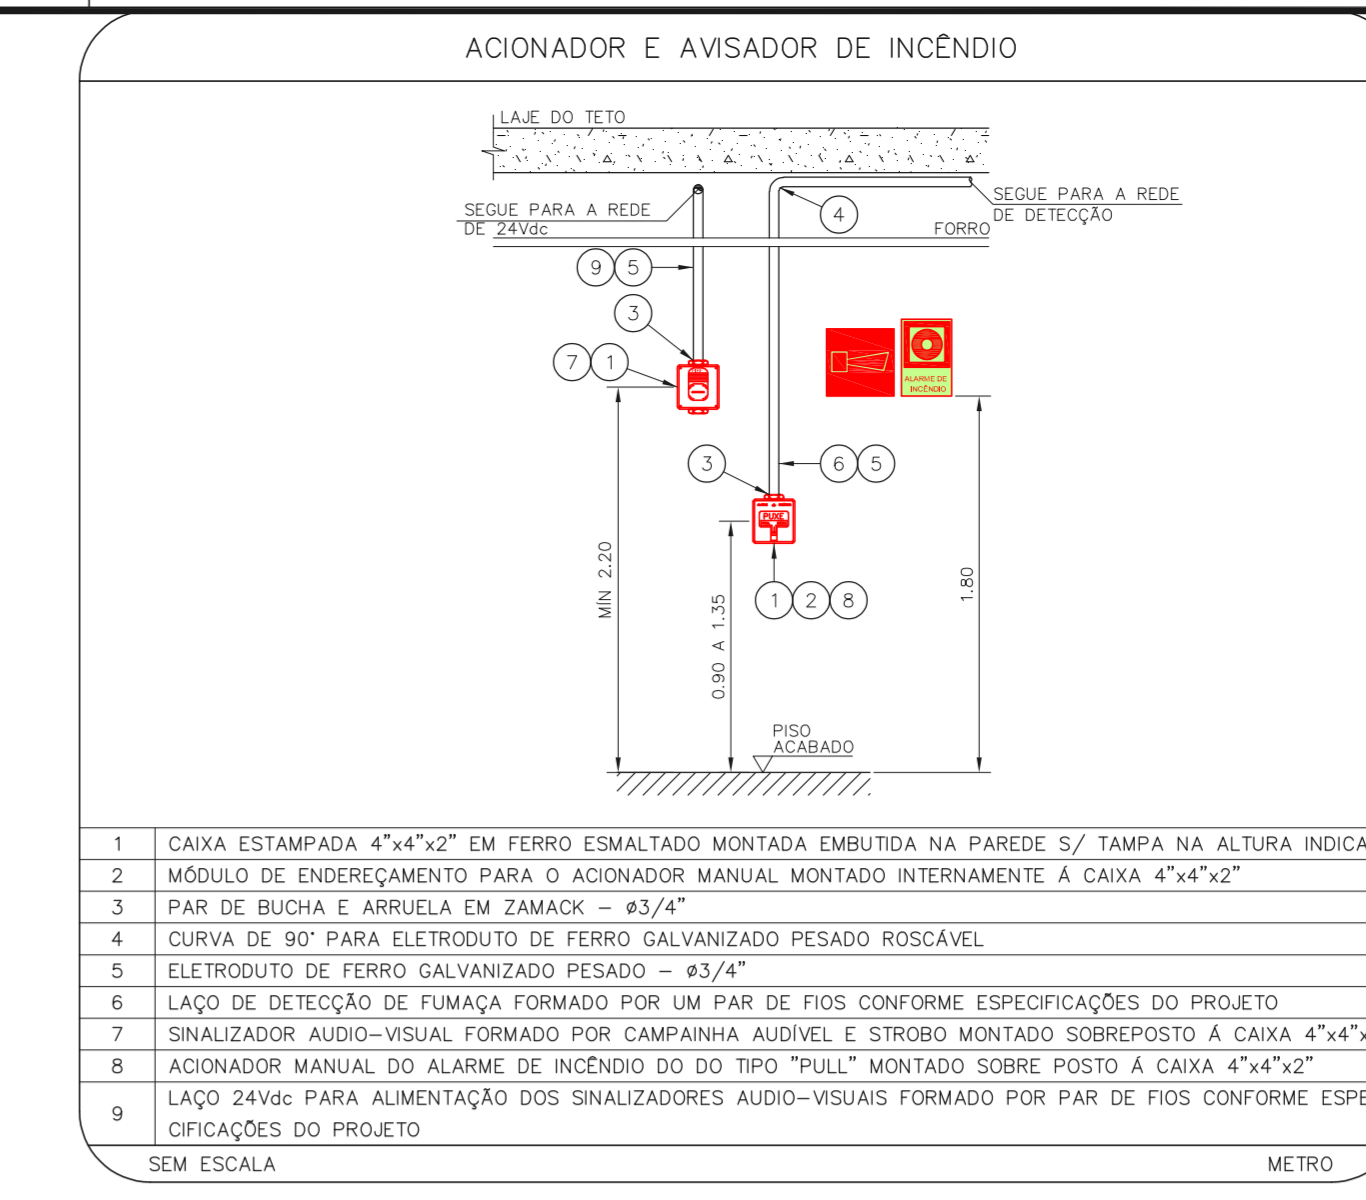 ACIONADOR E AVISADOR DE INCÊNDIO
LAJE DO TETO
SEGUE PARA A REDE
DE 24Vdc
SEGUE PARA A REDE
DE DETECÇÃO
4
FORRO
9 5
3
7 1
ALARME DE
INCÊNDIO
3
6 5
PUXE
1 2 8
MÍN 2.20
0.90 A 1.35
1.80
PISO
ACABADO
1 CAIXA ESTAMPADA 4"x4"x2" EM FERRO ESMALTADO MONTADA EMBUTIDA NA PAREDE S/ TAMPA NA ALTURA INDICA
2 MÓDULO DE ENDEREÇAMENTO PARA O ACIONADOR MANUAL MONTADO INTERNAMENTE Á CAIXA 4"x4"x2"
3 PAR DE BUCHA E ARRUELA EM ZAMACK – ø3/4"
4 CURVA DE 90° PARA ELETRODUTO DE FERRO GALVANIZADO PESADO ROSCÁVEL
5 ELETRODUTO DE FERRO GALVANIZADO PESADO – ø3/4"
6 LAÇO DE DETECÇÃO DE FUMAÇA FORMADO POR UM PAR DE FIOS CONFORME ESPECIFICAÇÕES DO PROJETO
7 SINALIZADOR AUDIO–VISUAL FORMADO POR CAMPAINHA AUDÍVEL E STROBO MONTADO SOBREPOSTO Á CAIXA 4"x4"x
8 ACIONADOR MANUAL DO ALARME DE INCÊNDIO DO DO TIPO "PULL" MONTADO SOBRE POSTO Á CAIXA 4"x4"x2"
9 LAÇO 24Vdc PARA ALIMENTAÇÃO DOS SINALIZADORES AUDIO–VISUAIS FORMADO POR PAR DE FIOS CONFORME ESPE
CIFICAÇÕES DO PROJETO
SEM ESCALA
METRO